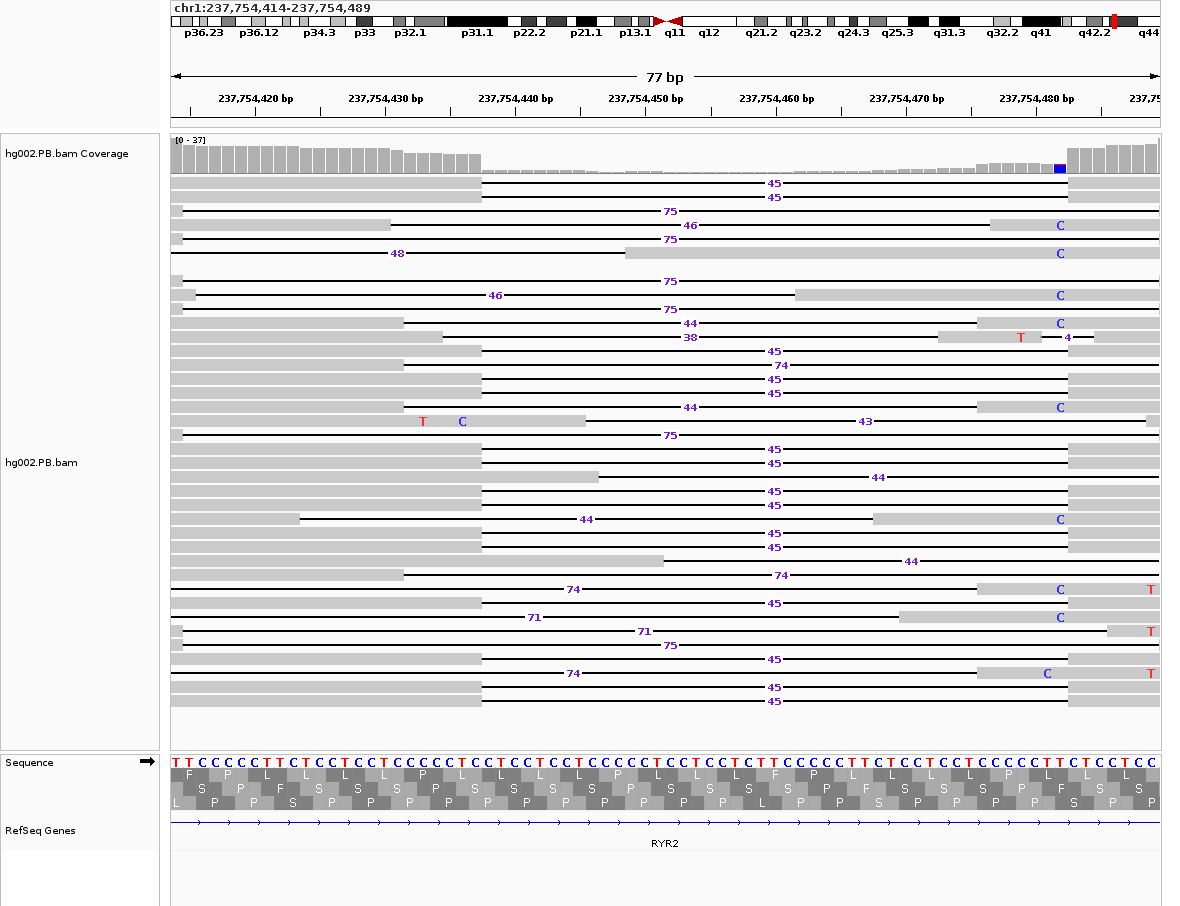 chr1:237,754,414-237,754,489
p36.23 p36.12 p34.3 p33 p32.1 p31.1 p22.2 p21.1 p13.1 q11 q12 q21.2 q23.2 q24.3 q25.3 q31.3 q32.2 q41 q42.2 q44
77 bp
237,754,420 bp 237,754,430 bp 237,754,440 bp 237,754,450 bp 237,754,460 bp 237,754,470 bp 237,754,480 bp 237,75
[0 - 37]
hg002.PB.bam Coverage
45
45
75
46 C
75
48 C
75
46 C
75
44 C
38 T 4
45
74
45
45
44 C
T C 43
75
45
hg002.PB.bam 45
44
45
45
44 C
45
45
44
74
74 C T
45
71 C
71 T
75
45
74 C T
45
45
Sequence T T C C C C C T T C T C C T C C T C C C C C T C C T C C T C C T C C C C C T C C T C C T C T T C C C C C T T C T C C T C C T C C C C C T T C T C C T C C
F P L L L L P L L L L P L L L F P L L L L P L L L
S P F S S S P S S S S P S S S S P F S S S P F S S
L P P S P P P P P P P P P P P L P P S P P P P S P P
RefSeq Genes
RYR2